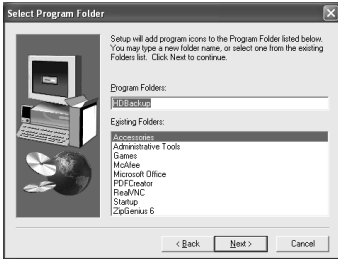 Select Program Folder
Setup will add program icons to the Program Folder listed below.
You may type a new folder name, or select one from the existing
Folders list. Click Next to continue.
Program Folders:
HDBackup
Existing Folders:
Accessories
Administrative Tools
Games
McAfee
Microsoft Office
PDFCreator
RealVNC
Startup
ZipGenius 6
< Back
Next >
Cancel